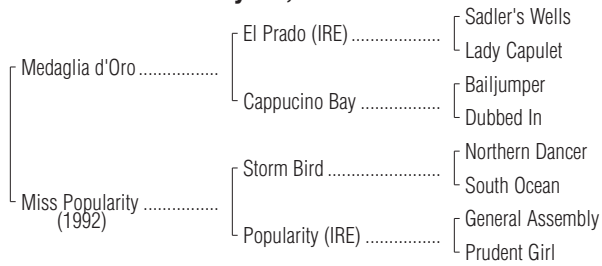 Sadler's Wells
El Prado (IRE) ....................
Lady Capulet
Medaglia d'Oro ..................
Bailjumper
Cappucino Bay ..................
Dubbed In
Northern Dancer
Storm Bird .........................
South Ocean
Miss Popularity .................
(1992)
General Assembly
Popularity (IRE) .................
Prudent Girl